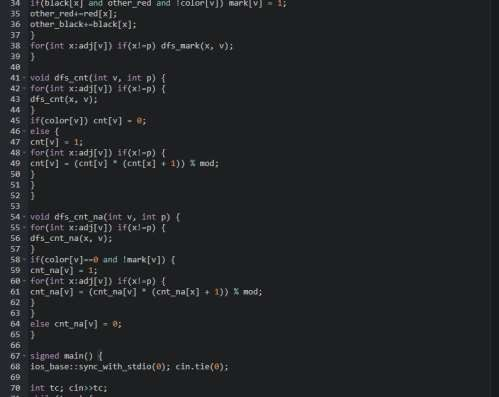 34 if(black[x] and other_red and !color[v]) mark[v] = 1;
35 other_red+=red[x];
36 other_black+=black[x];
37 }
38 for(int x:adj[v]) if(x!=p) dfs_mark(x, v);
39 }
40
41 void dfs_cnt(int v, int p) {
42 for(int x:adj[v]) if(x!=p) {
43 dfs_cnt(x, v);
44 }
45 if(color[v]) cnt[v] = 0;
46 else {
47 cnt[v] = 1;
48 for(int x:adj[v]) if(x!=p) {
49 cnt[v] = (cnt[v] * (cnt[x] + 1)) % mod;
50 }
51 }
52 }
53
54 void dfs_cnt_na(int v, int p) {
55 for(int x:adj[v]) if(x!=p) {
56 dfs_cnt_na(x, v);
57 }
58 if(color[v]==0 and !mark[v]) {
59 cnt_na[v] = 1;
60 for(int x:adj[v]) if(x!=p) {
61 cnt_na[v] = (cnt_na[v] * (cnt_na[x] + 1)) % mod;
62 }
63 }
64 else cnt_na[v] = 0;
65 }
66
67 signed main() {
68 ios_base::sync_with_stdio(0); cin.tie(0);
69
70 int tc; cin>>tc;